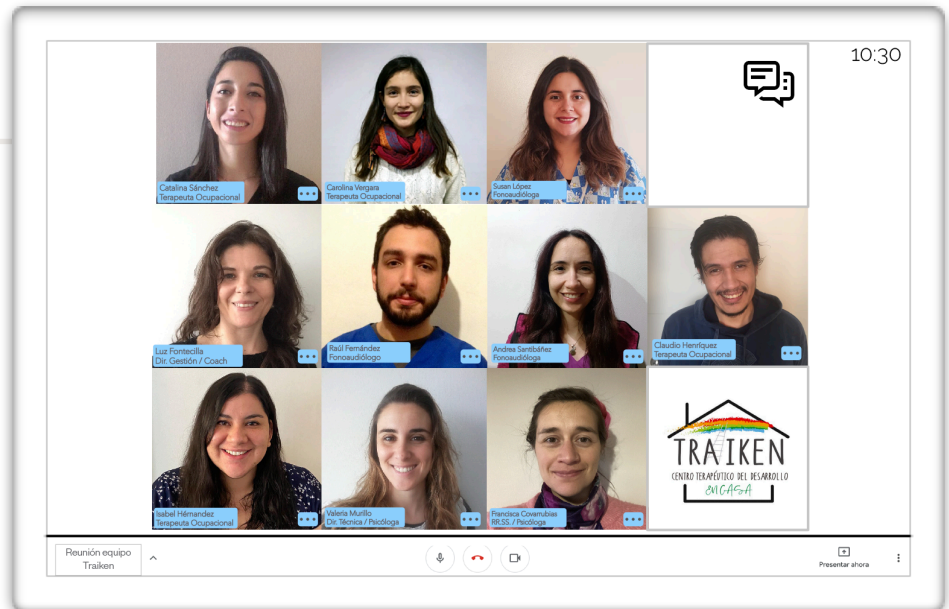 10:30
Catalina Sánchez
Terapeuta Ocupacional
Carolina Vergara
Terapeuta Ocupacional
Susan López
Fonoaudióloga
Luz Fontecilla
Dir. Gestión / Coach
Raúl Fernández
Fonoaudiólogo
Andrea Santibáñez
Fonoaudióloga
Claudio Henríquez
Terapeuta Ocupacional
Isabel Hérnandez
Terapeuta Ocupacional
Valeria Murillo
Dir. Técnica / Psicóloga
Francisca Covarrubias
RR.SS. / Psicóloga
TRAIKEN
CENTRO TERAPÉUTICO DEL DESARROLLO
EN CASA
Reunión equipo
Traiken
Presentar ahora